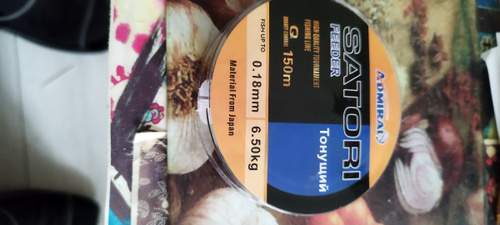 ADMIRAL
SATORI
FEEDER
Тонущий
HIGH-QUALITY TOURNAMENT
FISHING LINE
Q
150m
FISH UP TO
0.18mm
6.50kg
Material From Japan